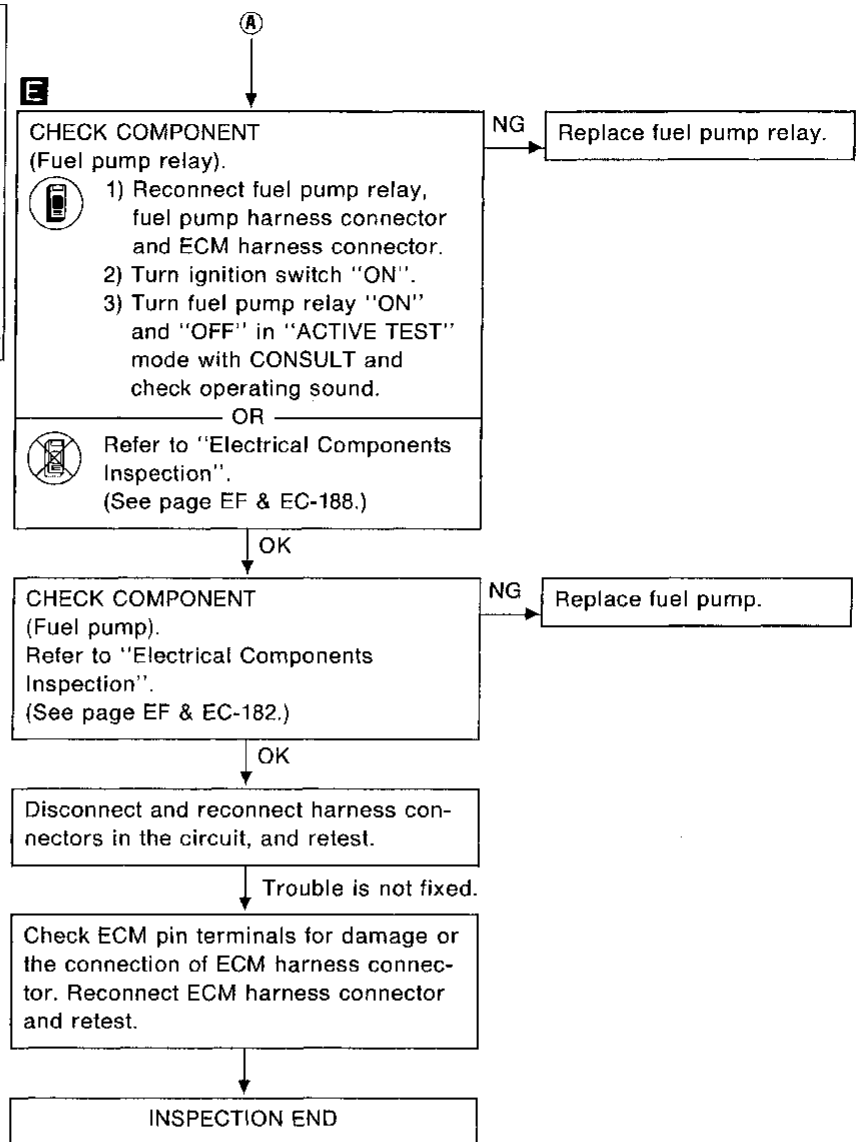 A
E
CHECK COMPONENT
(Fuel pump relay).
1) Reconnect fuel pump relay,
fuel pump harness connector
and ECM harness connector.
2) Turn ignition switch "ON".
3) Turn fuel pump relay "ON"
and "OFF" in "ACTIVE TEST"
mode with CONSULT and
check operating sound.
OR
Refer to "Electrical Components
Inspection".
(See page EF & EC-188.)
NG
Replace fuel pump relay.
OK
CHECK COMPONENT
(Fuel pump).
Refer to "Electrical Components
Inspection".
(See page EF & EC-182.)
NG
Replace fuel pump.
OK
Disconnect and reconnect harness con-
nectors in the circuit, and retest.
Trouble is not fixed.
Check ECM pin terminals for damage or
the connection of ECM harness connec-
tor. Reconnect ECM harness connector
and retest.
INSPECTION END